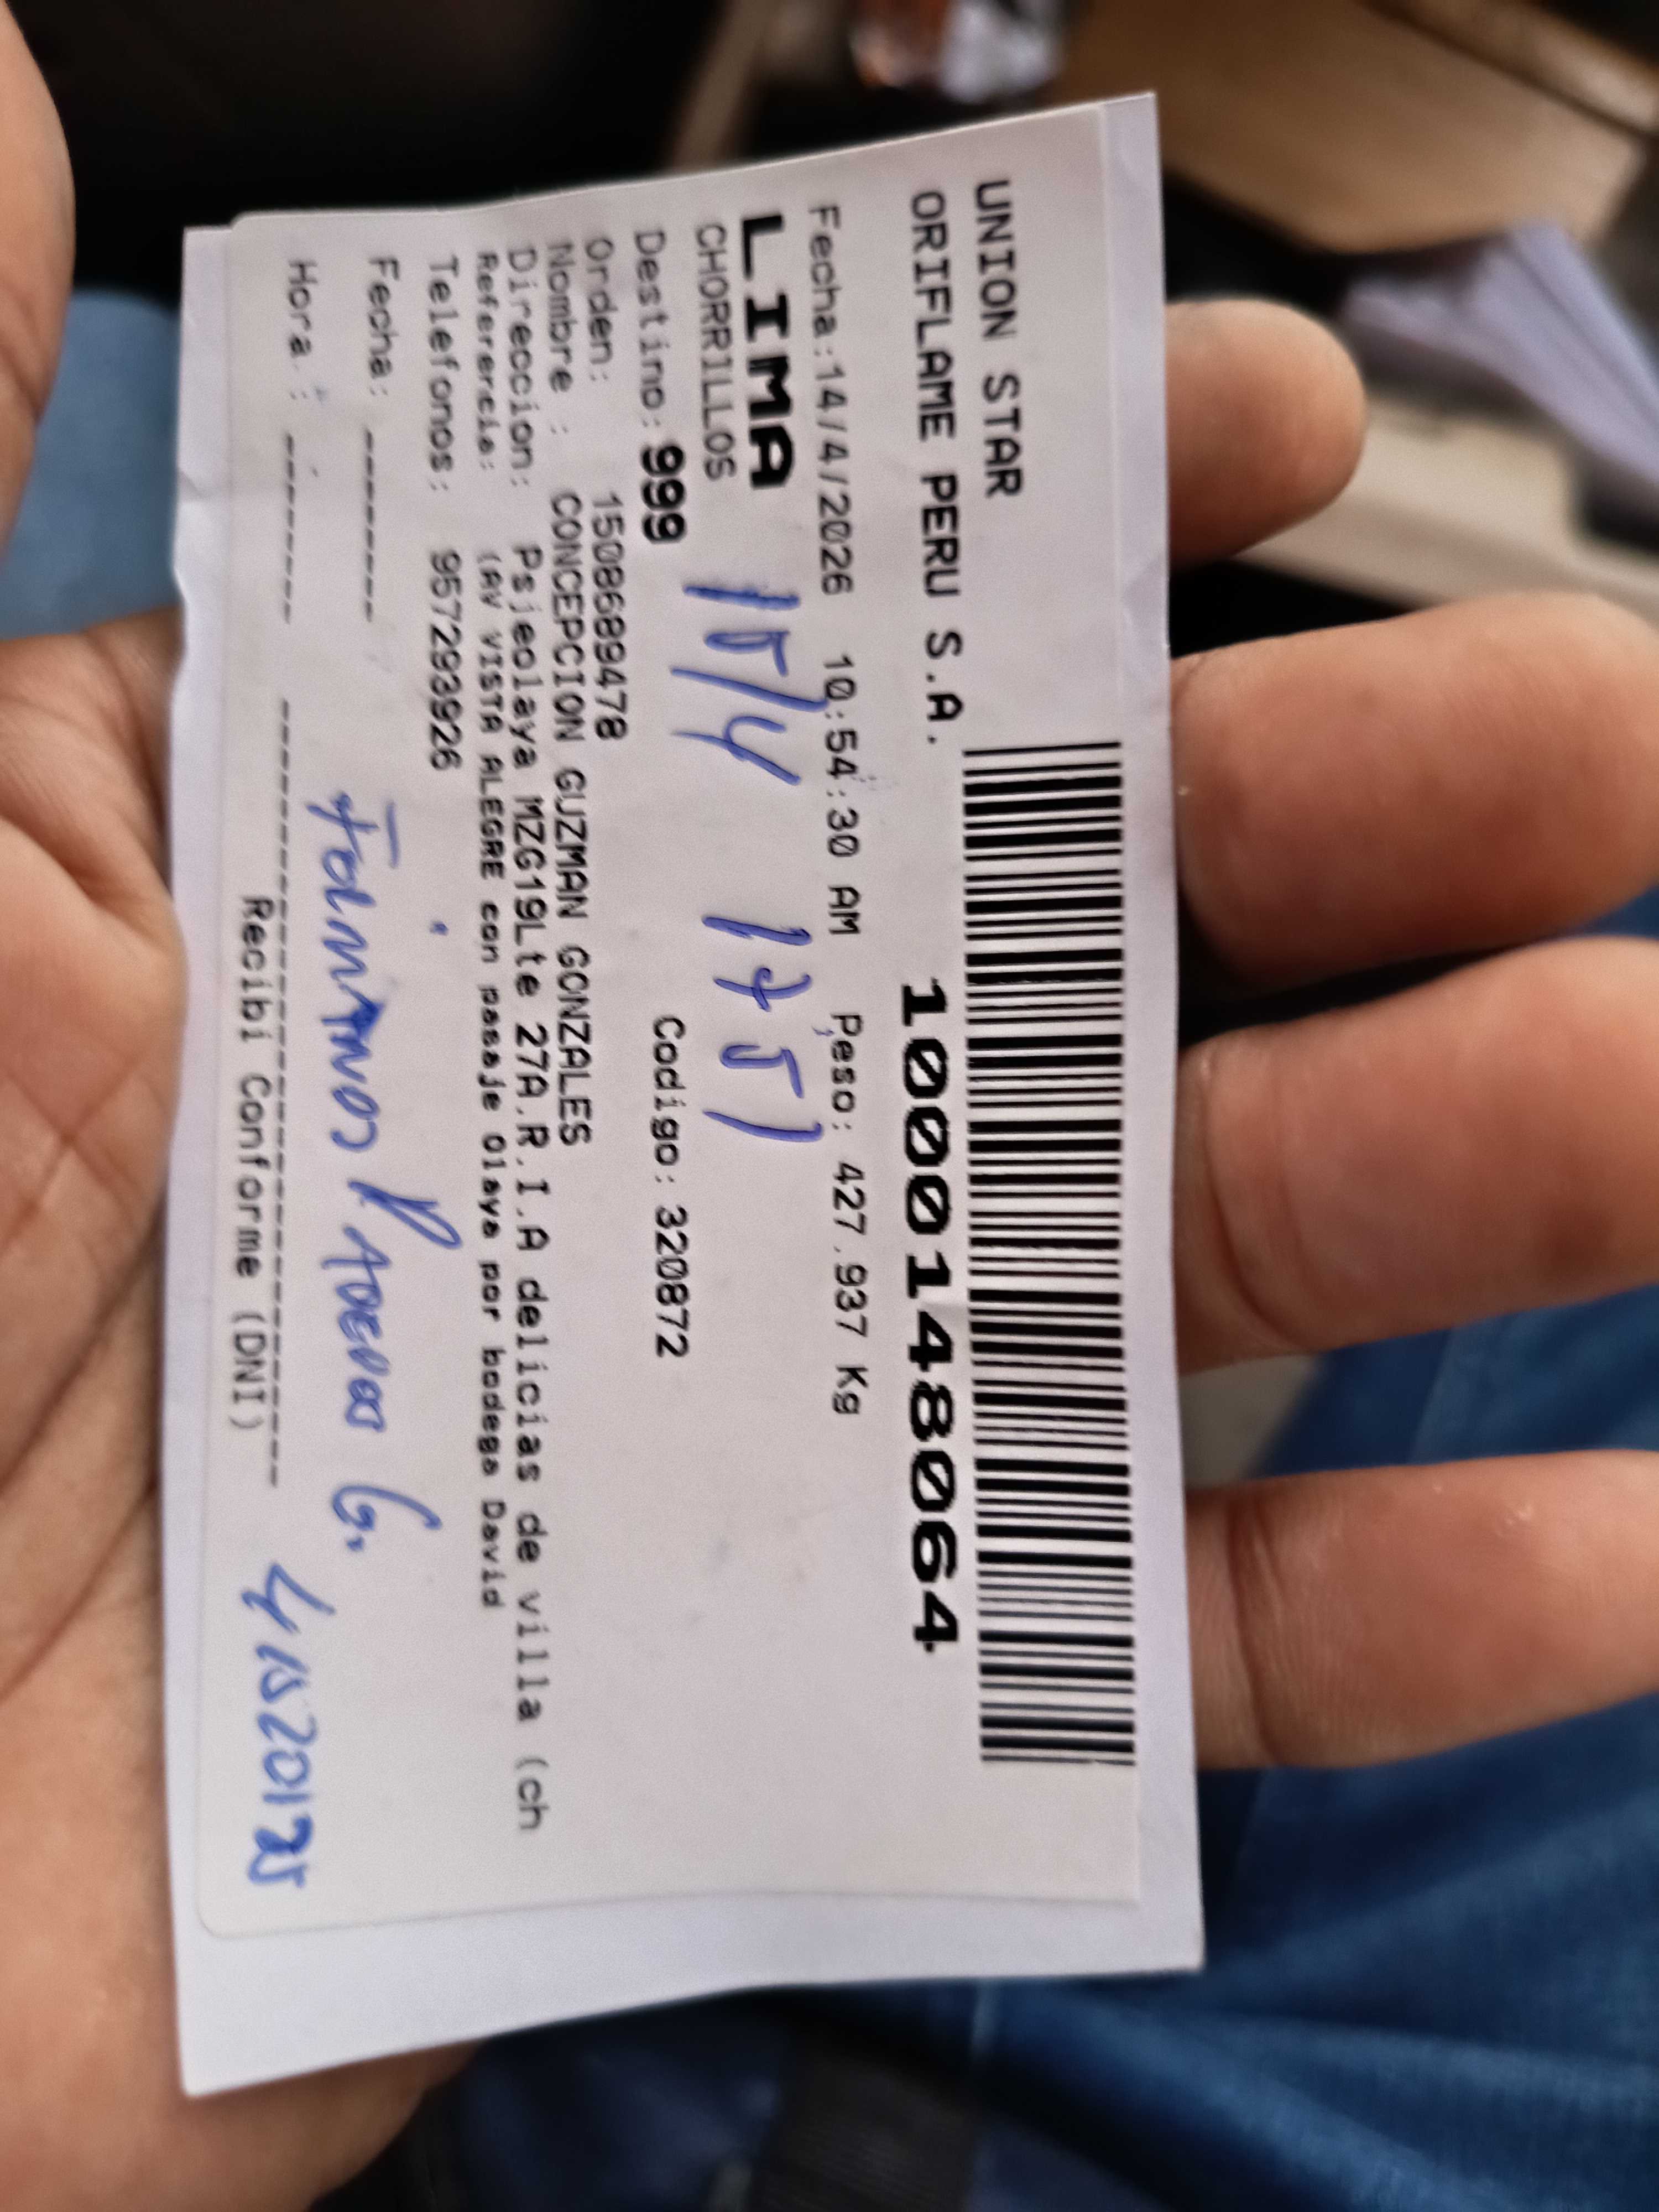 UNION STAR
ORIFLAME PERU S.A.
1000148064
Fecha:14/4/2026 10:54:30 AM Peso: 427.937 Kg
LIMA
CHORRILLOS
15/4
Destino: 999 Codigo: 320872
Orden: 1508689478
Nombre : CONCEPCION GUZMAN GONZALES
Direccion: Psjeolaya MZG19Lte 27A.R.I.A delicias de villa (ch
Referencia: (AV VISTA ALEGRE con pasaje Olaya por bodega David
Telefonos: 957293926
Fecha: ------
G.
Hora : ------
Recibi Conforme (DNI)